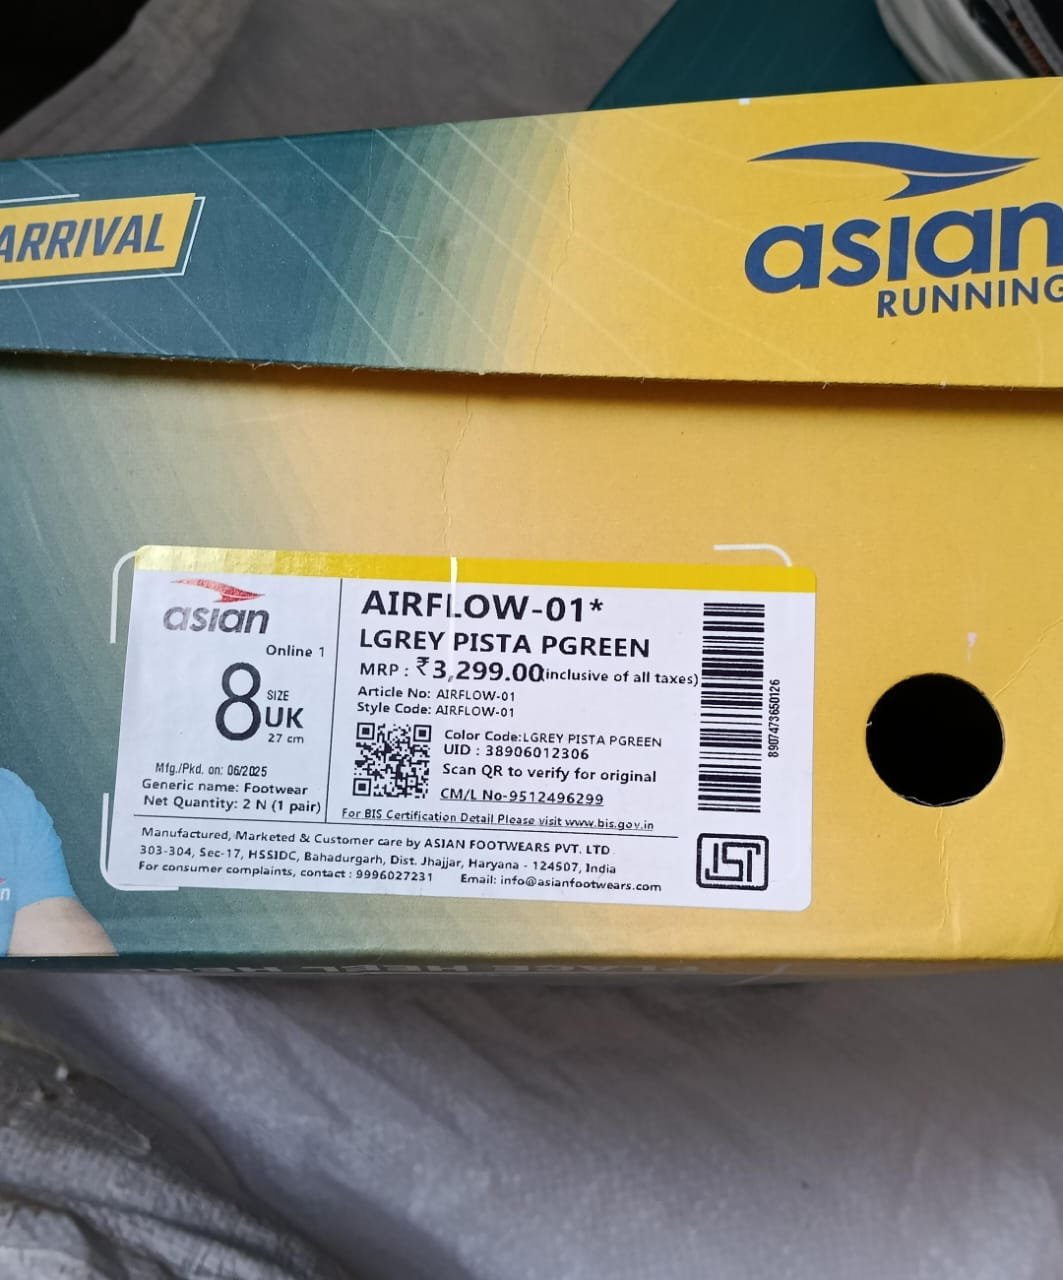 ARRIVAL
asian
RUNNING
asian
Online 1
8 SIZE
UK
27 cm
Mfg./Pkd. on: 06/2025
Generic name: Footwear
Net Quantity: 2 N (1 pair)
AIRFLOW-01*
LGREY PISTA PGREEN
MRP : ₹3,299.00(inclusive of all taxes)
Article No: AIRFLOW-01
Style Code: AIRFLOW-01
Color Code:LGREY PISTA PGREEN
UID : 38906012306
Scan QR to verify for original
CM/L No-9512496299
For BIS Certification Detail Please visit www.bis.gov.in
8907473650126
Manufactured, Marketed & Customer care by ASIAN FOOTWEARS PVT. LTD
303-304, Sec-17, HSSIDC, Bahadurgarh, Dist. Jhajjar, Haryana - 124507, India
For consumer complaints, contact : 9996027231 Email: info@asianfootwears.com
ISI